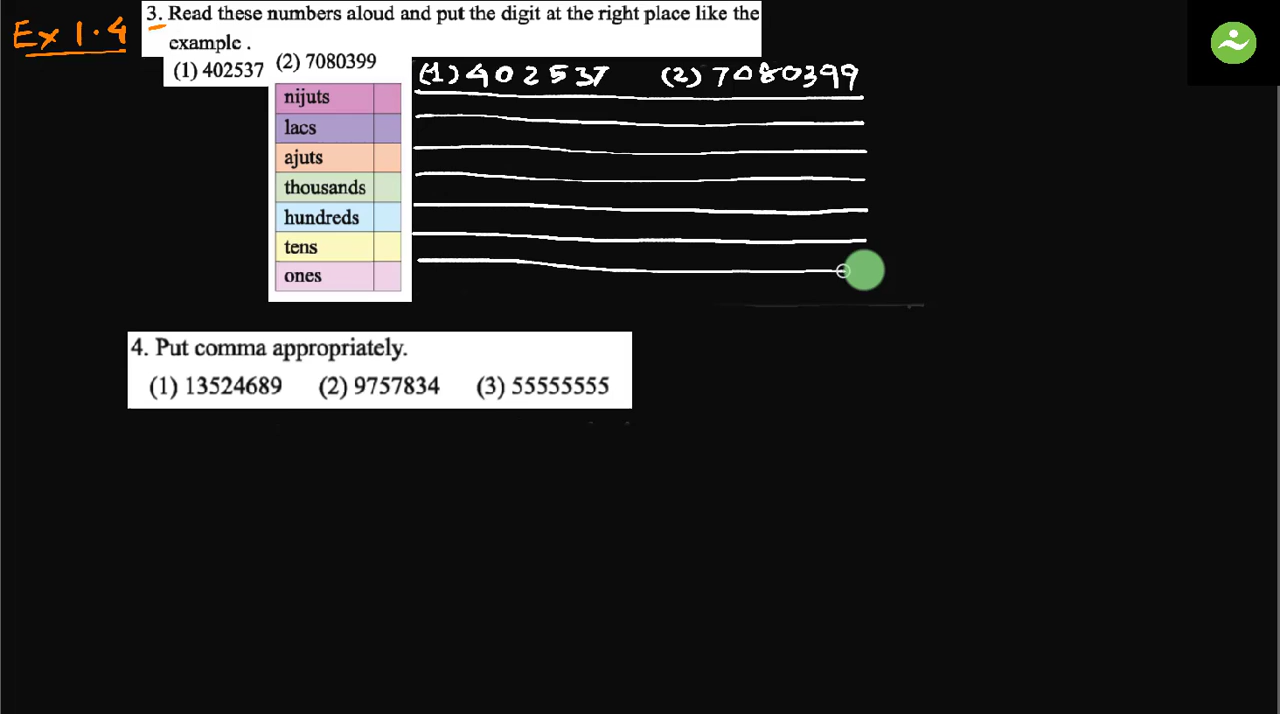 Ex 1.4
3. Read these numbers aloud and put the digit at the right place like the
example .
(1) 402537 (2) 7080399
(1) 402537 (2) 7080399
nijuts
lacs
ajuts
thousands
hundreds
tens
ones
4. Put comma appropriately.
(1) 13524689 (2) 9757834 (3) 55555555